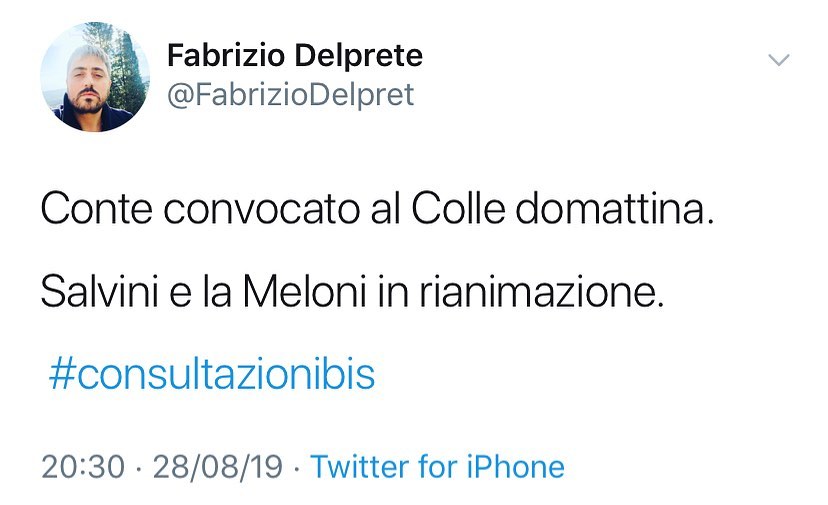 Fabrizio Delprete
@FabrizioDelpret
Conte convocato al Colle domattina.
Salvini e la Meloni in rianimazione.
#consultazionibis
20:30 · 28/08/19 · Twitter for iPhone